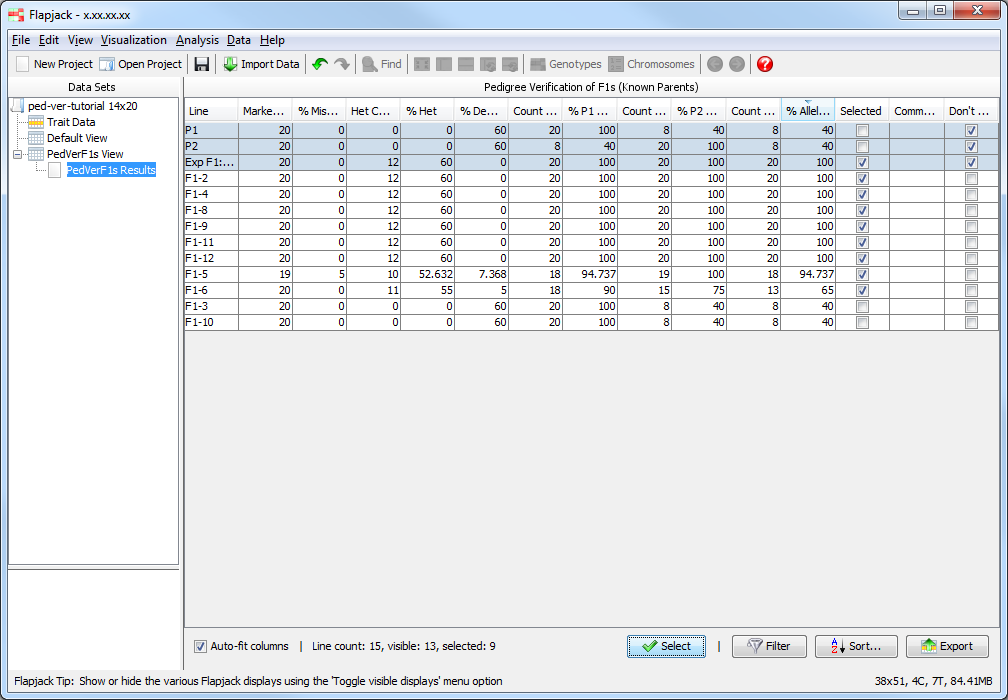 Flapjack - x.xx.xx.xx
File Edit View Visualization Analysis Data Help
New Project Open Project Import Data Find Genotypes Chromosomes ?
Data Sets
ped-ver-tutorial 14x20
Trait Data
Default View
PedVerF1s View
PedVerF1s Results
Pedigree Verification of F1s (Known Parents)
Line Marke... % Mis... Het C... % Het % De... Count ... % P1 ... Count ... % P2 ... Count ... % Allel... Selected Comm... Don't ...
P1 20 0 0 0 60 20 100 8 40 8 40
P2 20 0 0 0 60 8 40 20 100 8 40
Exp F1:... 20 0 12 60 0 20 100 20 100 20 100
F1-2 20 0 12 60 0 20 100 20 100 20 100
F1-4 20 0 12 60 0 20 100 20 100 20 100
F1-8 20 0 12 60 0 20 100 20 100 20 100
F1-9 20 0 12 60 0 20 100 20 100 20 100
F1-11 20 0 12 60 0 20 100 20 100 20 100
F1-12 20 0 12 60 0 20 100 20 100 20 100
F1-5 19 5 10 52.632 7.368 18 94.737 19 100 18 94.737
F1-6 20 0 11 55 5 18 90 15 75 13 65
F1-3 20 0 0 0 60 20 100 8 40 8 40
F1-10 20 0 0 0 60 20 100 8 40 8 40
Auto-fit columns | Line count: 15, visible: 13, selected: 9 Select | Filter Sort... Export
Flapjack Tip: Show or hide the various Flapjack displays using the 'Toggle visible displays' menu option 38x51, 4C, 7T, 84.41MB